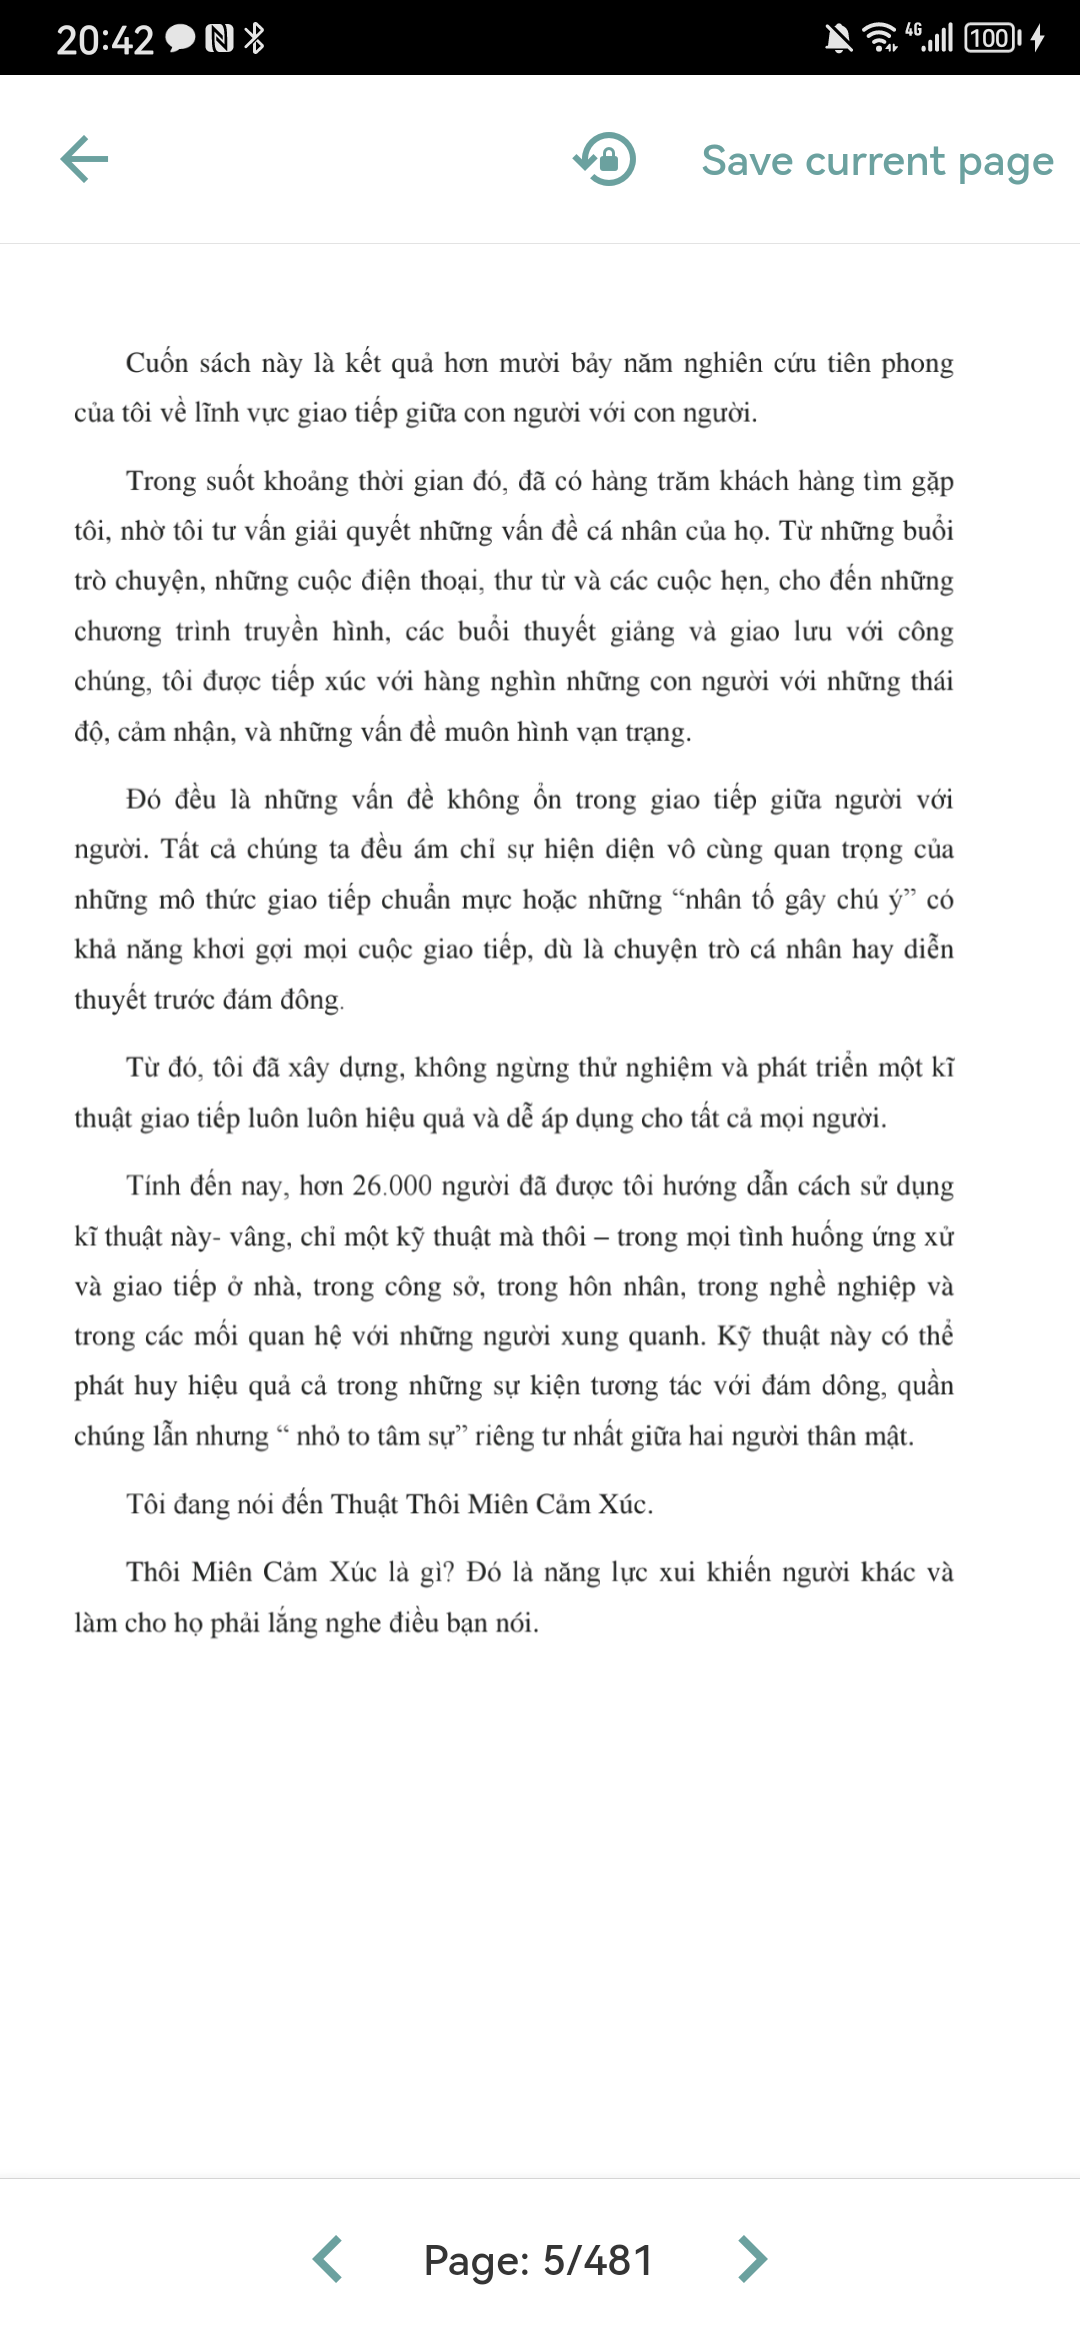 20:42
4G
100
Save current page
Cuốn sách này là kết quả hơn mười bảy năm nghiên cứu tiên phong
của tôi về lĩnh vực giao tiếp giữa con người với con người.
Trong suốt khoảng thời gian đó, đã có hàng trăm khách hàng tìm gặp
tôi, nhờ tôi tư vấn giải quyết những vấn đề cá nhân của họ. Từ những buổi
trò chuyện, những cuộc điện thoại, thư từ và các cuộc hẹn, cho đến những
chương trình truyền hình, các buổi thuyết giảng và giao lưu với công
chúng, tôi được tiếp xúc với hàng nghìn những con người với những thái
độ, cảm nhận, và những vấn đề muôn hình vạn trạng.
Đó đều là những vấn đề không ổn trong giao tiếp giữa người với
người. Tất cả chúng ta đều ám chỉ sự hiện diện vô cùng quan trọng của
những mô thức giao tiếp chuẩn mực hoặc những “nhân tố gây chú ý” có
khả năng khơi gợi mọi cuộc giao tiếp, dù là chuyện trò cá nhân hay diễn
thuyết trước đám đông.
Từ đó, tôi đã xây dựng, không ngừng thử nghiệm và phát triển một kĩ
thuật giao tiếp luôn luôn hiệu quả và dễ áp dụng cho tất cả mọi người.
Tính đến nay, hơn 26.000 người đã được tôi hướng dẫn cách sử dụng
kĩ thuật này- vâng, chỉ một kỹ thuật mà thôi – trong mọi tình huống ứng xử
và giao tiếp ở nhà, trong công sở, trong hôn nhân, trong nghề nghiệp và
trong các mối quan hệ với những người xung quanh. Kỹ thuật này có thể
phát huy hiệu quả cả trong những sự kiện tương tác với đám dông, quần
chúng lẫn nhưng “ nhỏ to tâm sự” riêng tư nhất giữa hai người thân mật.
Tôi đang nói đến Thuật Thôi Miên Cảm Xúc.
Thôi Miên Cảm Xúc là gì? Đó là năng lực xui khiến người khác và
làm cho họ phải lắng nghe điều bạn nói.
Page: 5/481